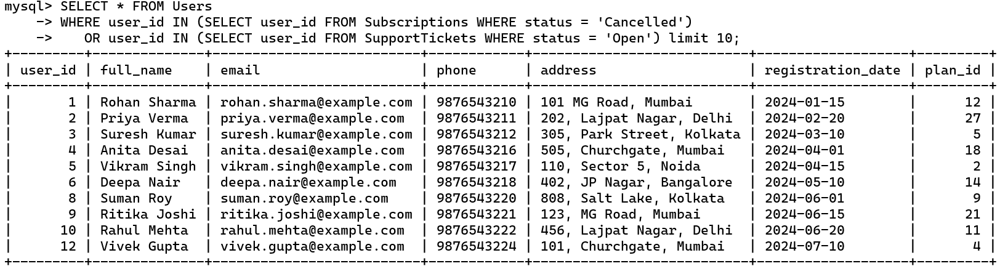 mysql> SELECT * FROM Users
    -> WHERE user_id IN (SELECT user_id FROM Subscriptions WHERE status = 'Cancelled')
    ->    OR user_id IN (SELECT user_id FROM SupportTickets WHERE status = 'Open') limit 10;
+---------+--------------+--------------------------+------------+---------------------------+-------------------+---------+
| user_id | full_name    | email                    | phone      | address                   | registration_date | plan_id |
+---------+--------------+--------------------------+------------+---------------------------+-------------------+---------+
|       1 | Rohan Sharma | rohan.sharma@example.com | 9876543210 | 101 MG Road, Mumbai       | 2024-01-15        |      12 |
|       2 | Priya Verma  | priya.verma@example.com  | 9876543211 | 202, Lajpat Nagar, Delhi  | 2024-02-20        |      27 |
|       3 | Suresh Kumar | suresh.kumar@example.com | 9876543212 | 305, Park Street, Kolkata | 2024-03-10        |       5 |
|       4 | Anita Desai  | anita.desai@example.com  | 9876543216 | 505, Churchgate, Mumbai   | 2024-04-01        |      18 |
|       5 | Vikram Singh | vikram.singh@example.com | 9876543217 | 110, Sector 5, Noida      | 2024-04-15        |       2 |
|       6 | Deepa Nair   | deepa.nair@example.com   | 9876543218 | 402, JP Nagar, Bangalore  | 2024-05-10        |      14 |
|       8 | Suman Roy    | suman.roy@example.com    | 9876543220 | 808, Salt Lake, Kolkata   | 2024-06-01        |       9 |
|       9 | Ritika Joshi | ritika.joshi@example.com | 9876543221 | 123, MG Road, Mumbai      | 2024-06-15        |      21 |
|      10 | Rahul Mehta  | rahul.mehta@example.com  | 9876543222 | 456, Lajpat Nagar, Delhi  | 2024-06-20        |      11 |
|      12 | Vivek Gupta  | vivek.gupta@example.com  | 9876543224 | 101, Churchgate, Mumbai   | 2024-07-10        |       4 |
+---------+--------------+--------------------------+------------+---------------------------+-------------------+---------+